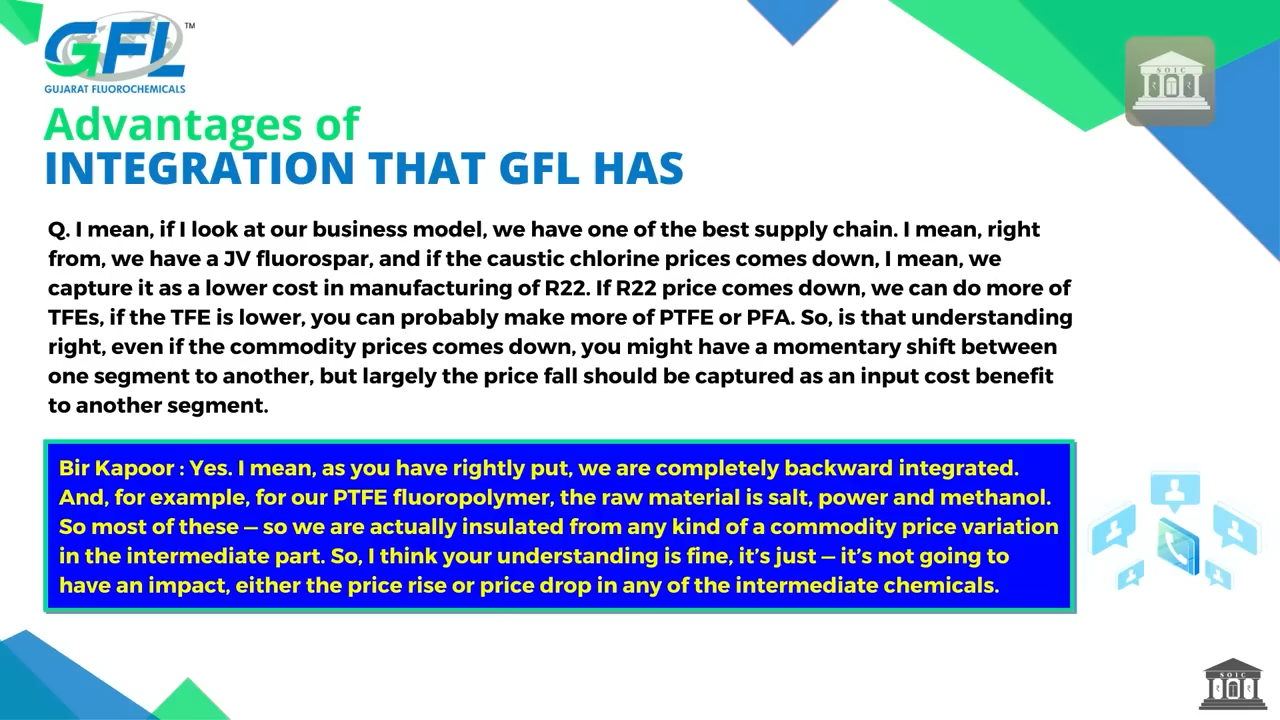 GFL™
GUJARAT FLUOROCHEMICALS
SOIC
Advantages of
INTEGRATION THAT GFL HAS
Q. I mean, if I look at our business model, we have one of the best supply chain. I mean, right
from, we have a JV fluorospar, and if the caustic chlorine prices comes down, I mean, we
capture it as a lower cost in manufacturing of R22. If R22 price comes down, we can do more of
TFEs, if the TFE is lower, you can probably make more of PTFE or PFA. So, is that understanding
right, even if the commodity prices comes down, you might have a momentary shift between
one segment to another, but largely the price fall should be captured as an input cost benefit
to another segment.
Bir Kapoor : Yes. I mean, as you have rightly put, we are completely backward integrated.
And, for example, for our PTFE fluoropolymer, the raw material is salt, power and methanol.
So most of these — so we are actually insulated from any kind of a commodity price variation
in the intermediate part. So, I think your understanding is fine, it's just — it's not going to
have an impact, either the price rise or price drop in any of the intermediate chemicals.
SOIC